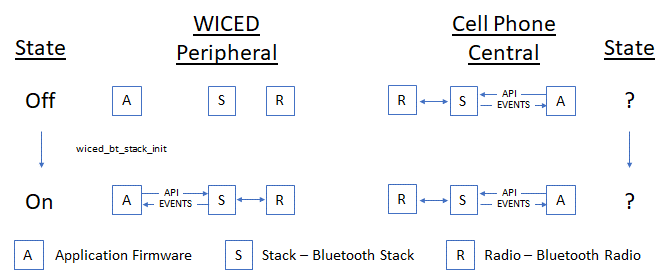 WICED
Peripheral
Cell Phone
Central
State
State
Off
A
S
R
R
S
API
EVENTS
A
?
wiced_bt_stack_init
On
A
API
EVENTS
S
R
R
S
API
EVENTS
A
?
A
Application Firmware
S
Stack – Bluetooth Stack
R
Radio – Bluetooth Radio